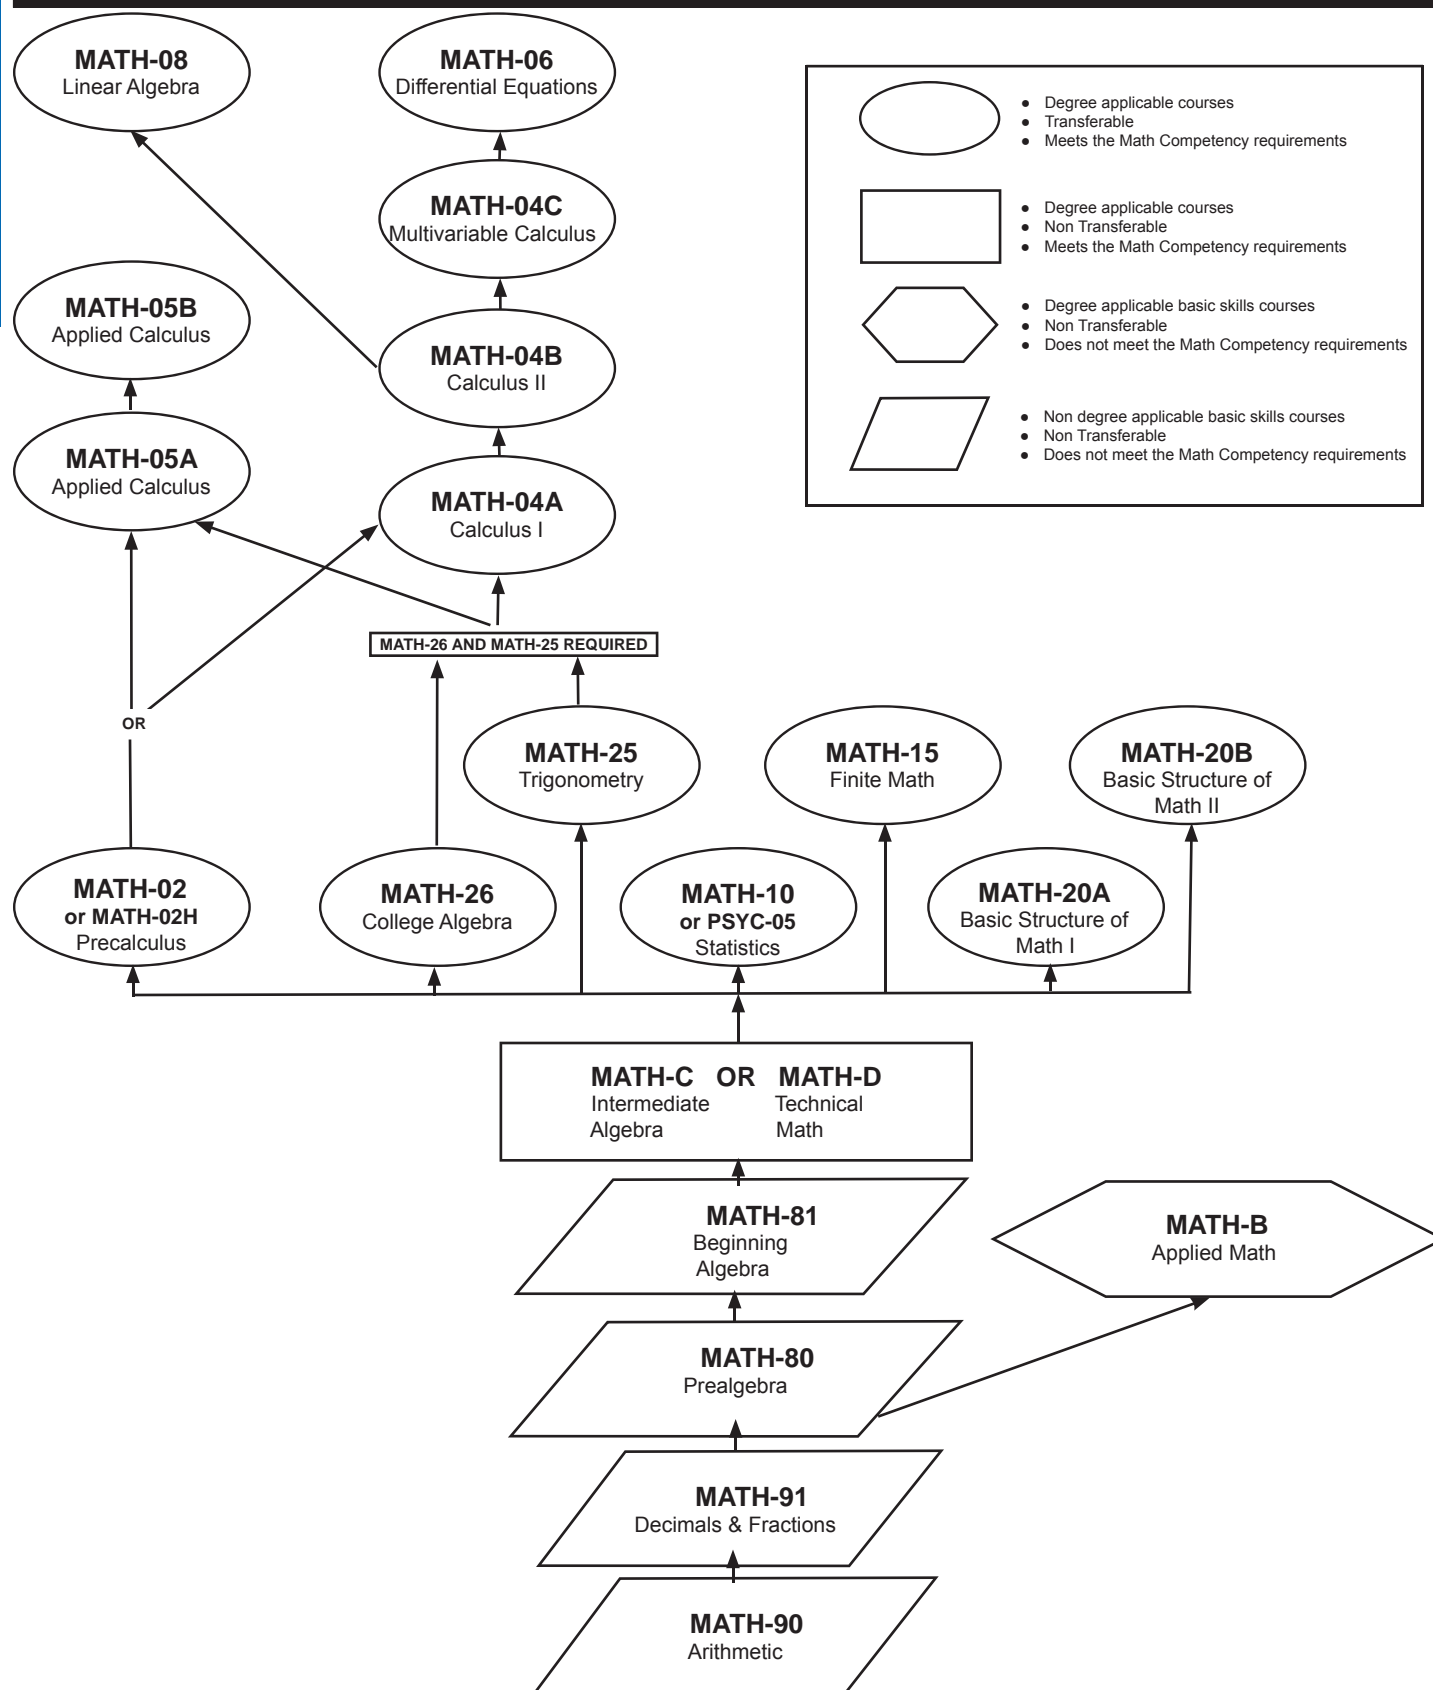 MATH-08
Linear Algebra
MATH-06
Differential Equations
● Degree applicable courses
● Transferable
● Meets the Math Competency requirements
MATH-04C
Multivariable Calculus
● Degree applicable courses
● Non Transferable
● Meets the Math Competency requirements
MATH-05B
Applied Calculus
MATH-04B
Calculus II
● Degree applicable basic skills courses
● Non Transferable
● Does not meet the Math Competency requirements
MATH-05A
Applied Calculus
● Non degree applicable basic skills courses
● Non Transferable
● Does not meet the Math Competency requirements
MATH-04A
Calculus I
MATH-26 AND MATH-25 REQUIRED
OR
MATH-25
Trigonometry
MATH-15
Finite Math
MATH-20B
Basic Structure of
Math II
MATH-02
or MATH-02H
Precalculus
MATH-26
College Algebra
MATH-10
or PSYC-05
Statistics
MATH-20A
Basic Structure of
Math I
MATH-C OR MATH-D
Intermediate Technical
Algebra Math
MATH-81
Beginning
Algebra
MATH-B
Applied Math
MATH-80
Prealgebra
MATH-91
Decimals & Fractions
MATH-90
Arithmetic